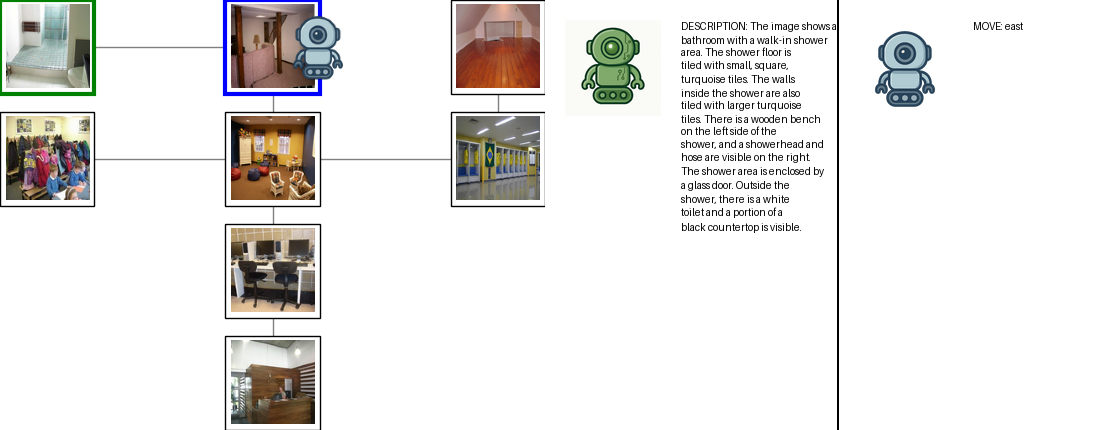 DESCRIPTION: The image shows a
bathroom with a walk-in shower
area. The shower floor is
tiled with small, square,
turquoise tiles. The walls
inside the shower are also
tiled with larger turquoise
tiles. There is a wooden bench
on the left side of the
shower, and a showerhead and
hose are visible on the right.
The shower area is enclosed by
a glass door. Outside the
shower, there is a white
toilet and a portion of a
black countertop is visible.
MOVE: east